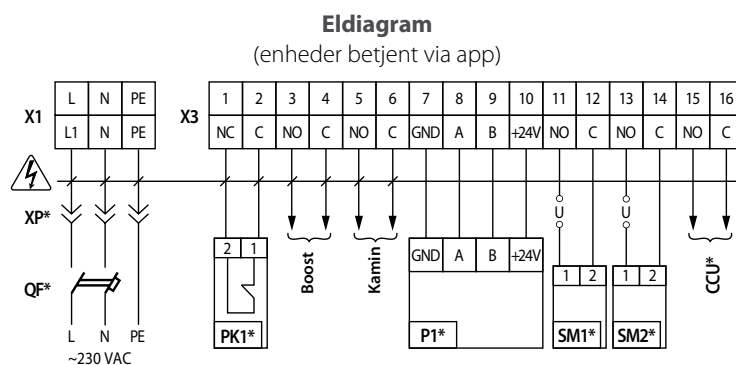 Eldiagram
(enheder betjent via app)
X1 L N PE X3 1 2 3 4 5 6 7 8 9 10 11 12 13 14 15 16
L1 N PE NC C NO C NO C GND A B +24V NO C NO C NO C
XP* U U
2 1 Boost Kamin GND A B +24V CCU*
1 2 1 2
QF*
L N PE PK1* P1* SM1* SM2*
~230 VAC